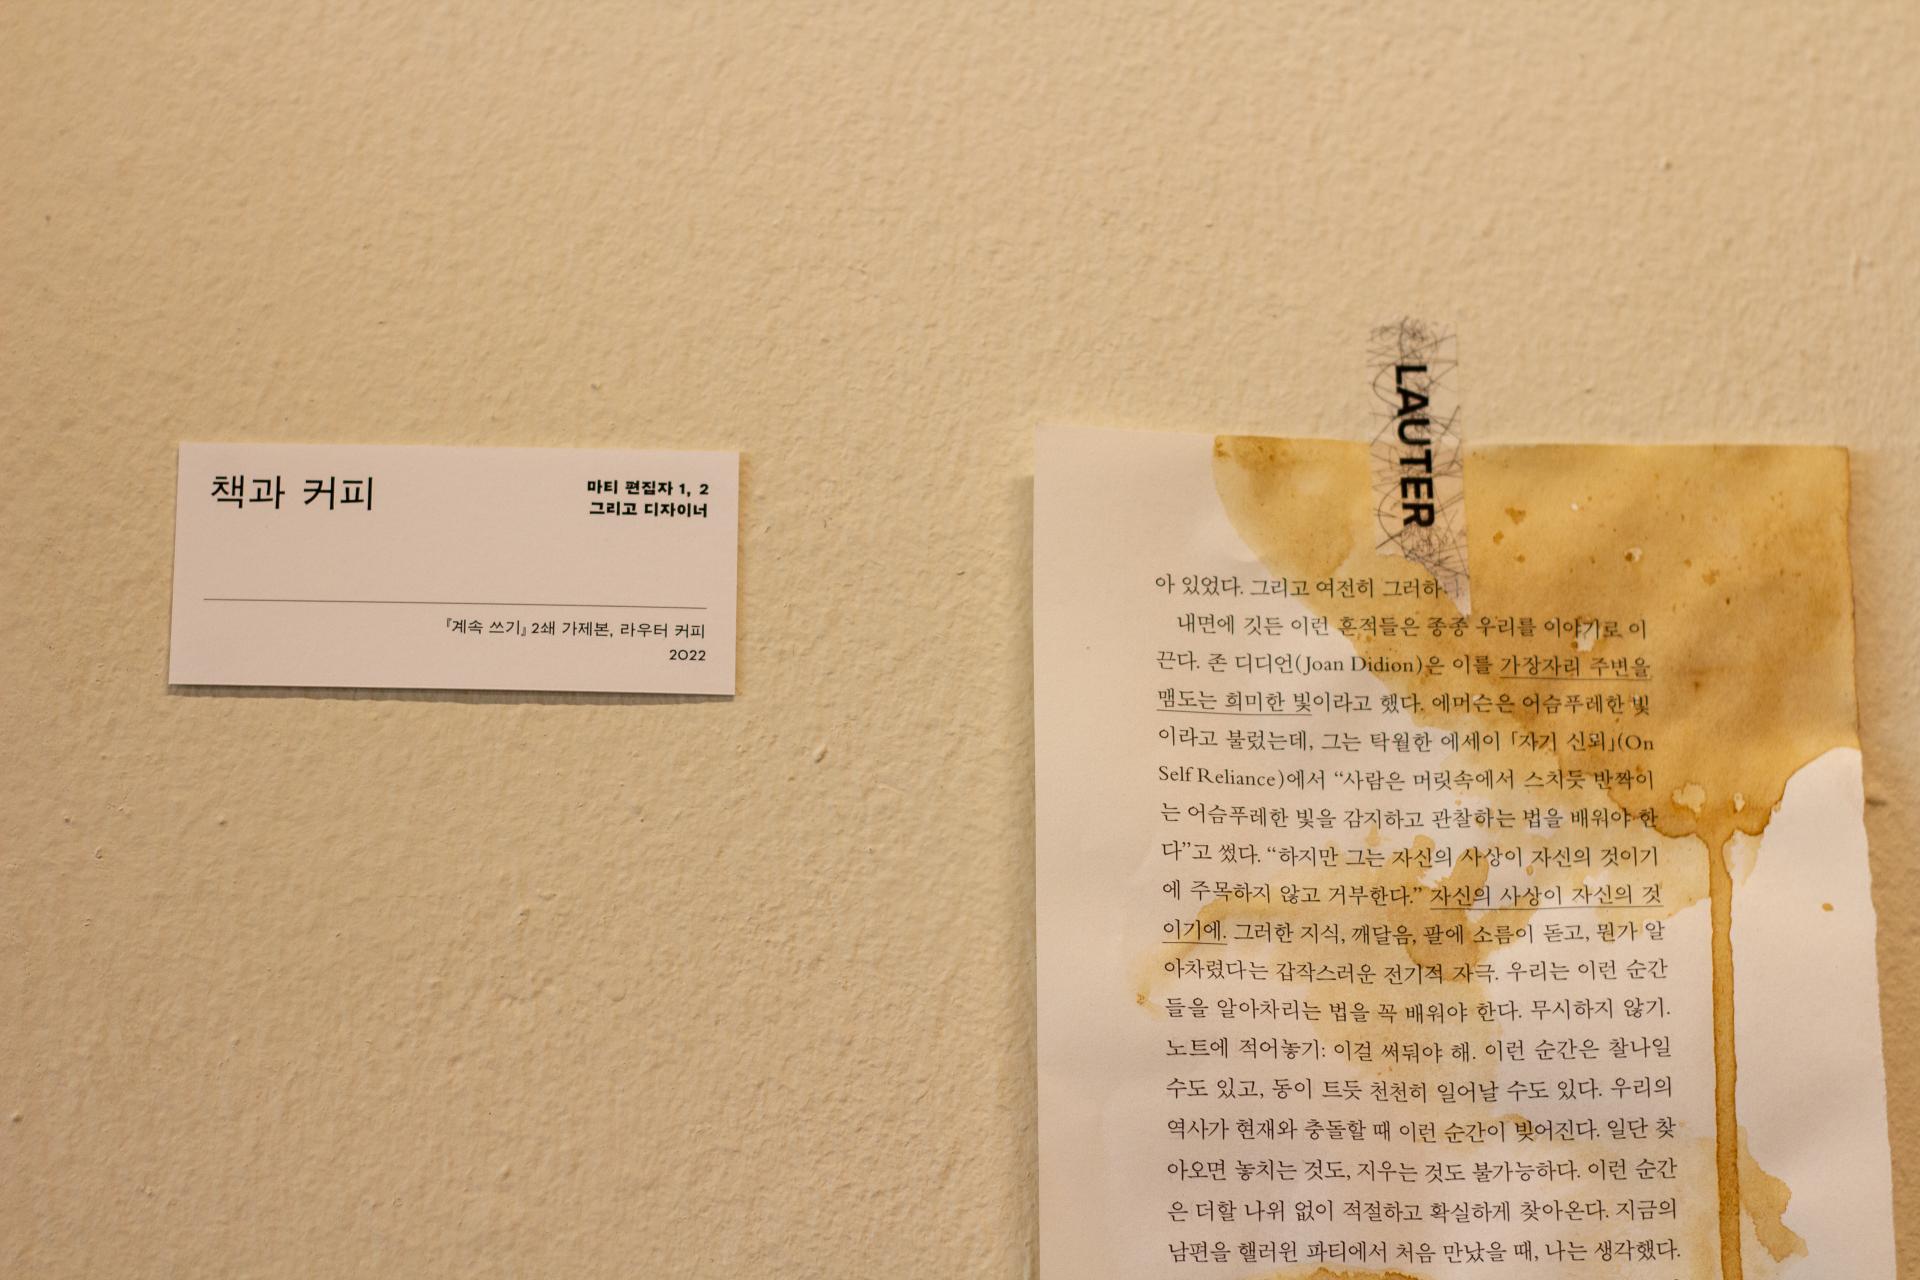 책과 커피
마티 편집자 1, 2
그리고 디자이너
『계속 쓰기』 2쇄 가제본, 라우터 커피
2022
LAUTER
아 있었다. 그리고 여전히 그러하
내면에 깃든 이런 흔적들은 종종 우리를 이야기로 이
끈다. 존 디디언(Joan Didion)은 이를 가장자리 주변을
맴도는 희미한 빛이라고 했다. 에머슨은 어슴푸레한 빛
이라고 불렀는데, 그는 탁월한 에세이 「자기 신뢰」(On
Self Reliance)에서 “사람은 머릿속에서 스치듯 반짝이
는 어슴푸레한 빛을 감지하고 관찰하는 법을 배워야 한
다”고 썼다. “하지만 그는 자신의 사상이 자신의 것이기
에 주목하지 않고 거부한다.” 자신의 사상이 자신의 것
이기에. 그러한 지식, 깨달음, 팔에 소름이 돋고, 뭔가 알
아차렸다는 갑작스러운 전기적 자극. 우리는 이런 순간
들을 알아차리는 법을 꼭 배워야 한다. 무시하지 않기.
노트에 적어놓기: 이걸 써둬야 해. 이런 순간은 찰나일
수도 있고, 동이 트듯 천천히 일어날 수도 있다. 우리의
역사가 현재와 충돌할 때 이런 순간이 빚어진다. 일단 찾
아오면 놓치는 것도, 지우는 것도 불가능하다. 이런 순간
은 더할 나위 없이 적절하고 확실하게 찾아온다. 지금의
남편을 핼러윈 파티에서 처음 만났을 때, 나는 생각했다.